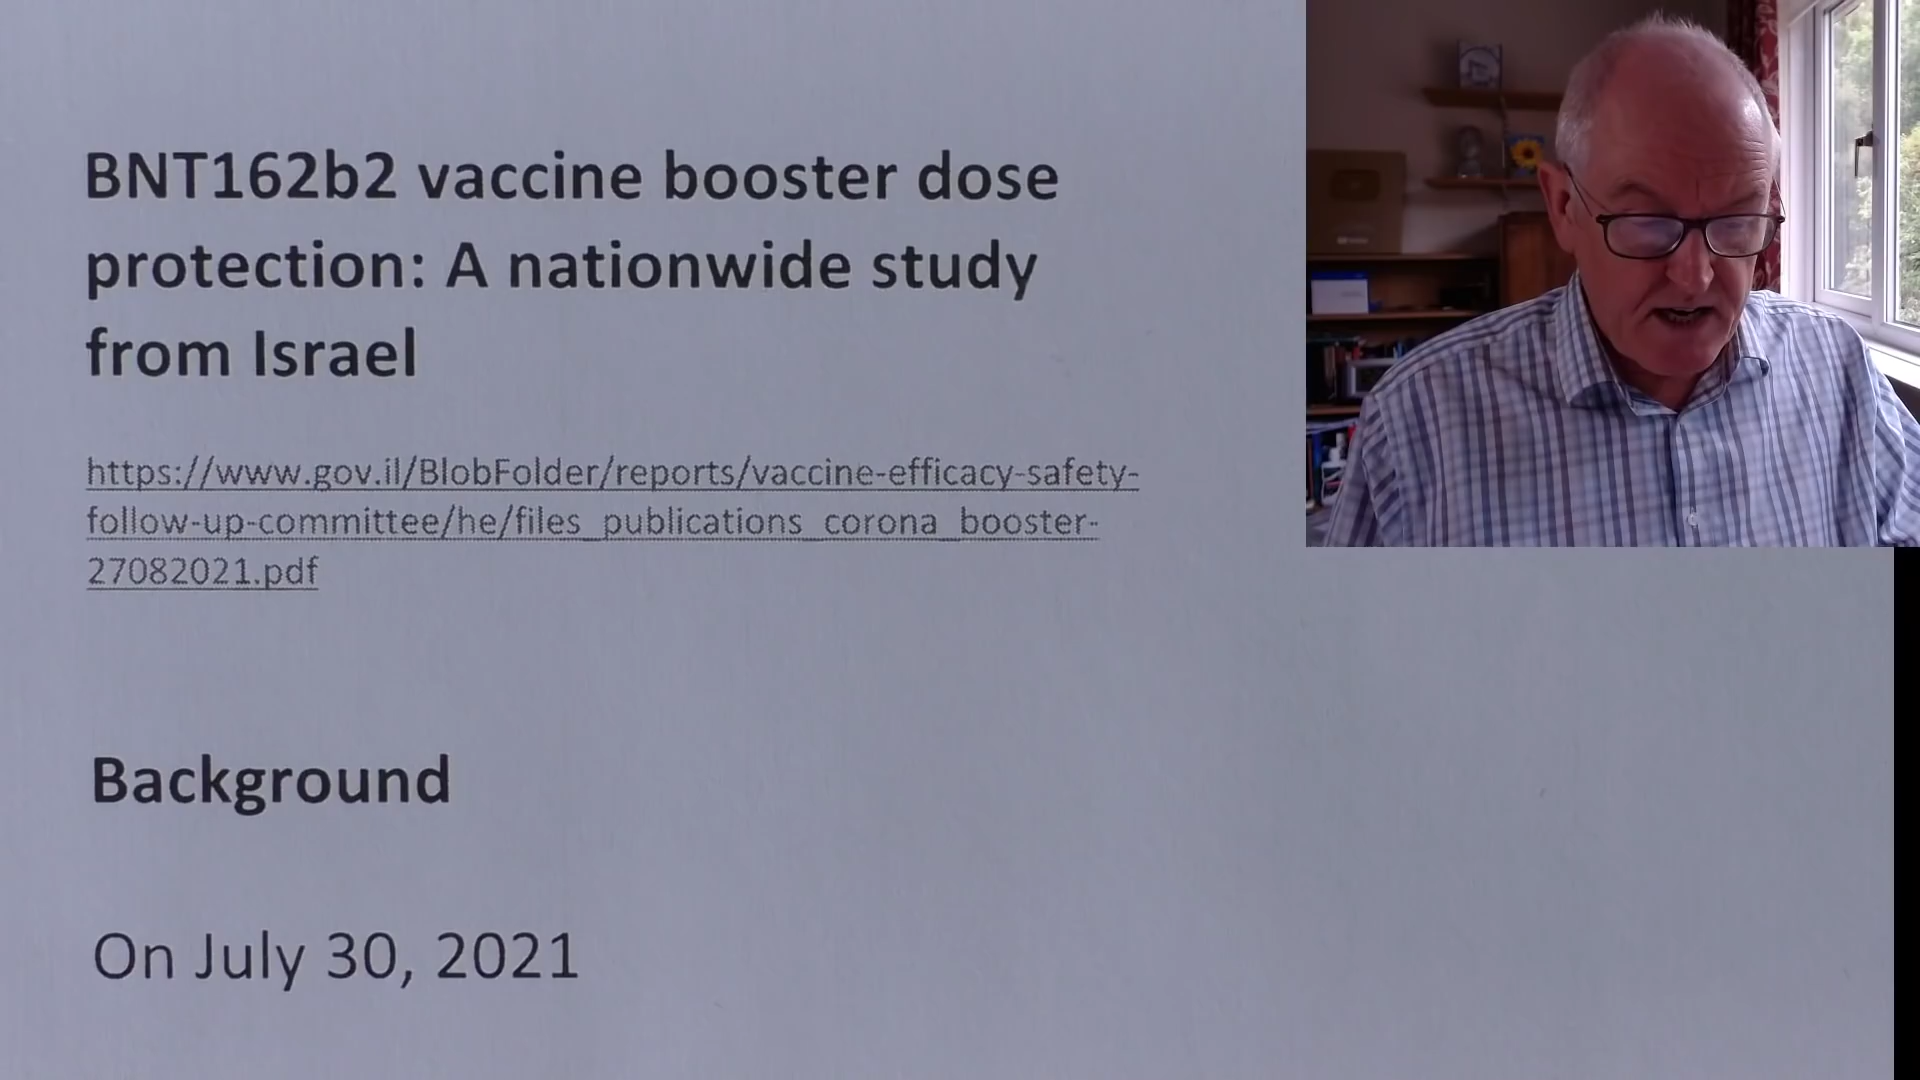 BNT162b2 vaccine booster dose
protection: A nationwide study
from Israel
https://www.gov.il/BlobFolder/reports/vaccine-efficacy-safety-
follow-up-committee/he/files_publications_corona_booster-
27082021.pdf
Background
On July 30, 2021